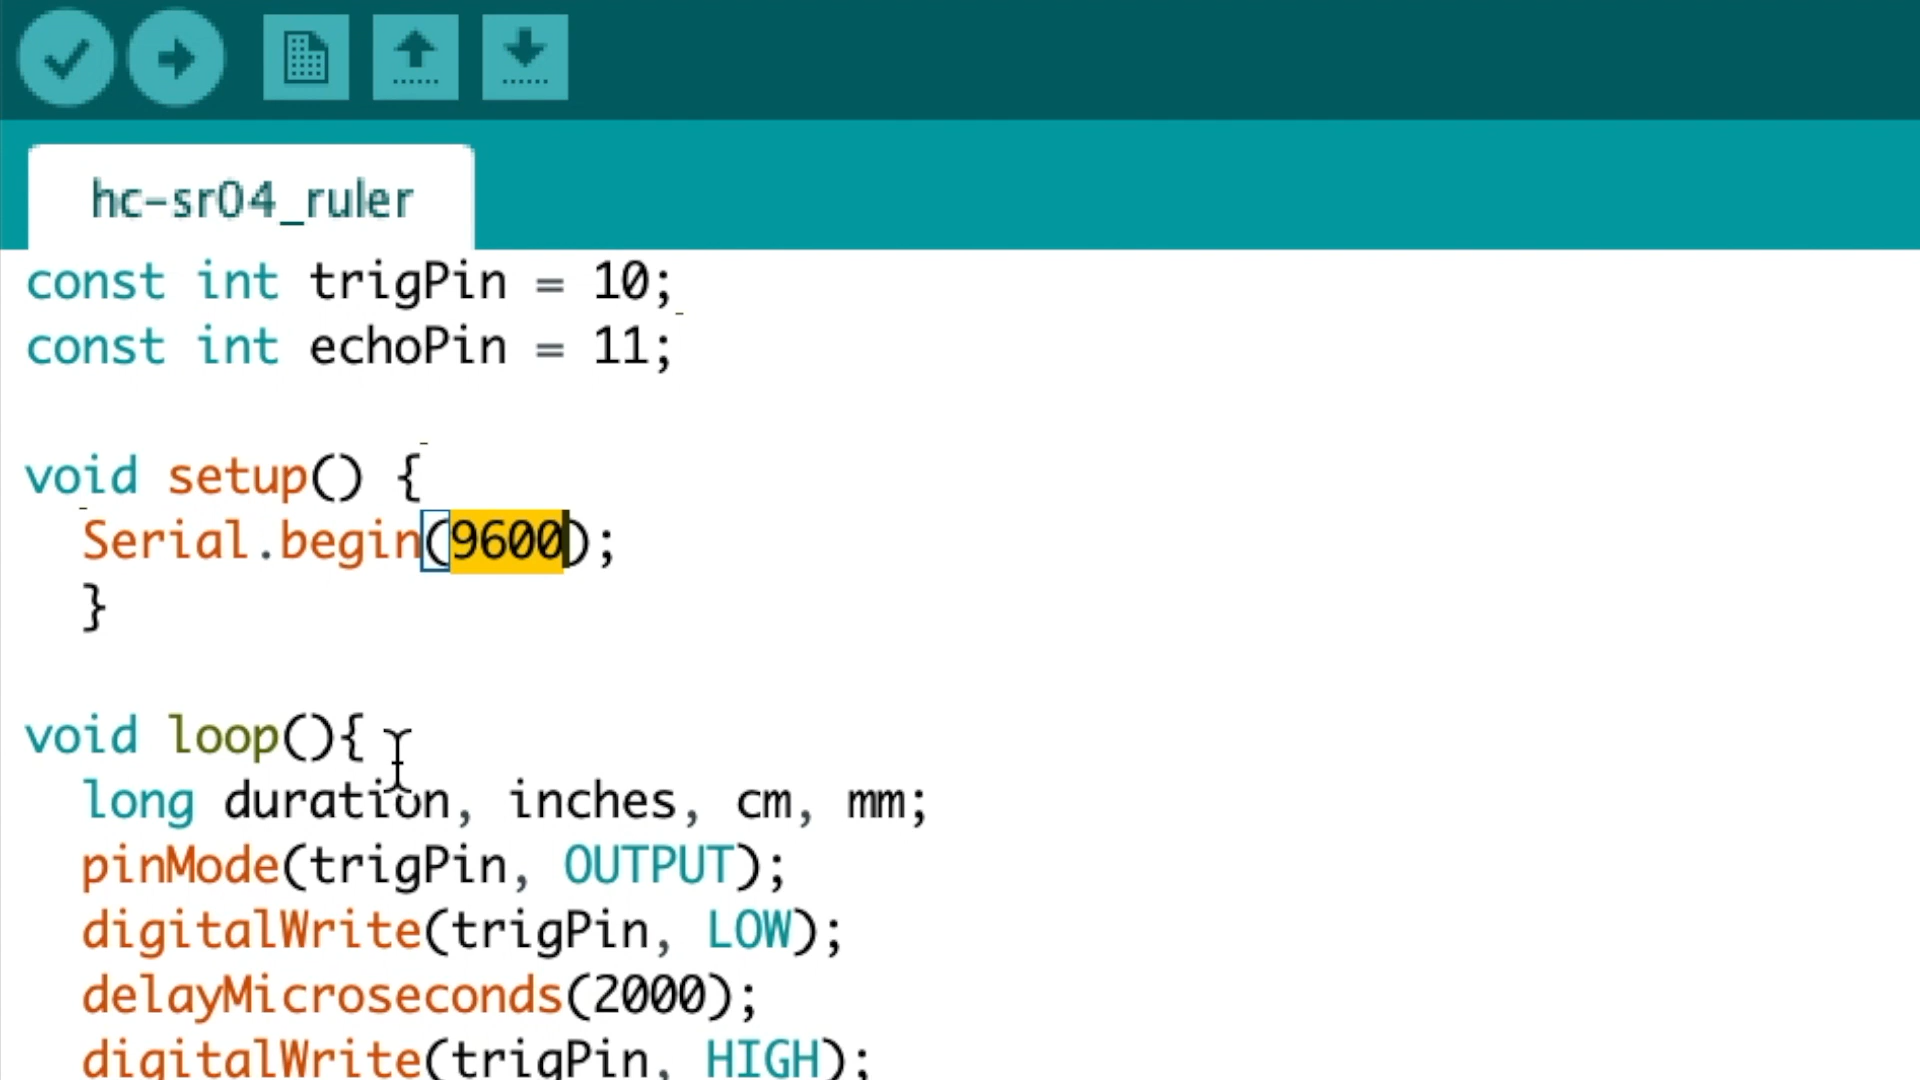 hc-sr04_ruler
const int trigPin = 10;
const int echoPin = 11;
void setup() {
Serial.begin(9600);
}
void loop(){
long duration, inches, cm, mm;
pinMode(trigPin, OUTPUT);
digitalWrite(trigPin, LOW);
delayMicroseconds(2000);
digitalWrite(trigPin, HIGH);